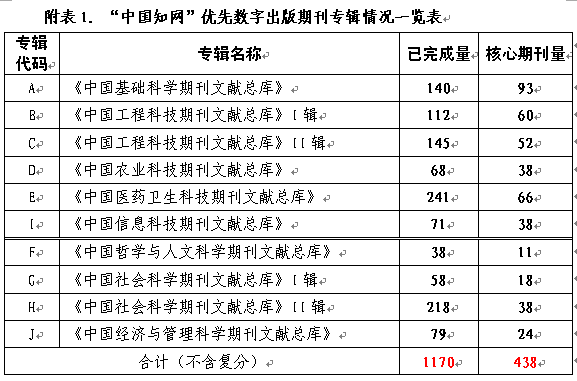 附表 1. “中国知网”优先数字出版期刊专辑情况一览表
专辑代码 专辑名称 已完成量 核心期刊量
A 《中国基础科学期刊文献总库》 140 93
B 《中国工程科技期刊文献总库》I 辑 112 60
C 《中国工程科技期刊文献总库》II 辑 145 52
D 《中国农业科技期刊文献总库》 68 38
E 《中国医药卫生科技期刊文献总库》 241 66
I 《中国信息科技期刊文献总库》 71 38
F 《中国哲学与人文科学期刊文献总库》 38 11
G 《中国社会科学期刊文献总库》I 辑 58 18
H 《中国社会科学期刊文献总库》II 辑 218 38
J 《中国经济与管理科学期刊文献总库》 79 24
合计（不含复分） 1170 438